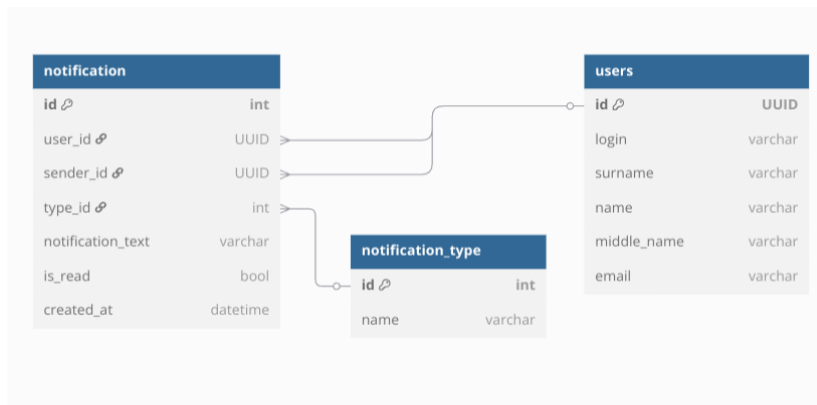 notification
id int
user_id UUID
sender_id UUID
type_id int
notification_text varchar
is_read bool
created_at datetime
notification_type
id int
name varchar
users
id UUID
login varchar
surname varchar
name varchar
middle_name varchar
email varchar